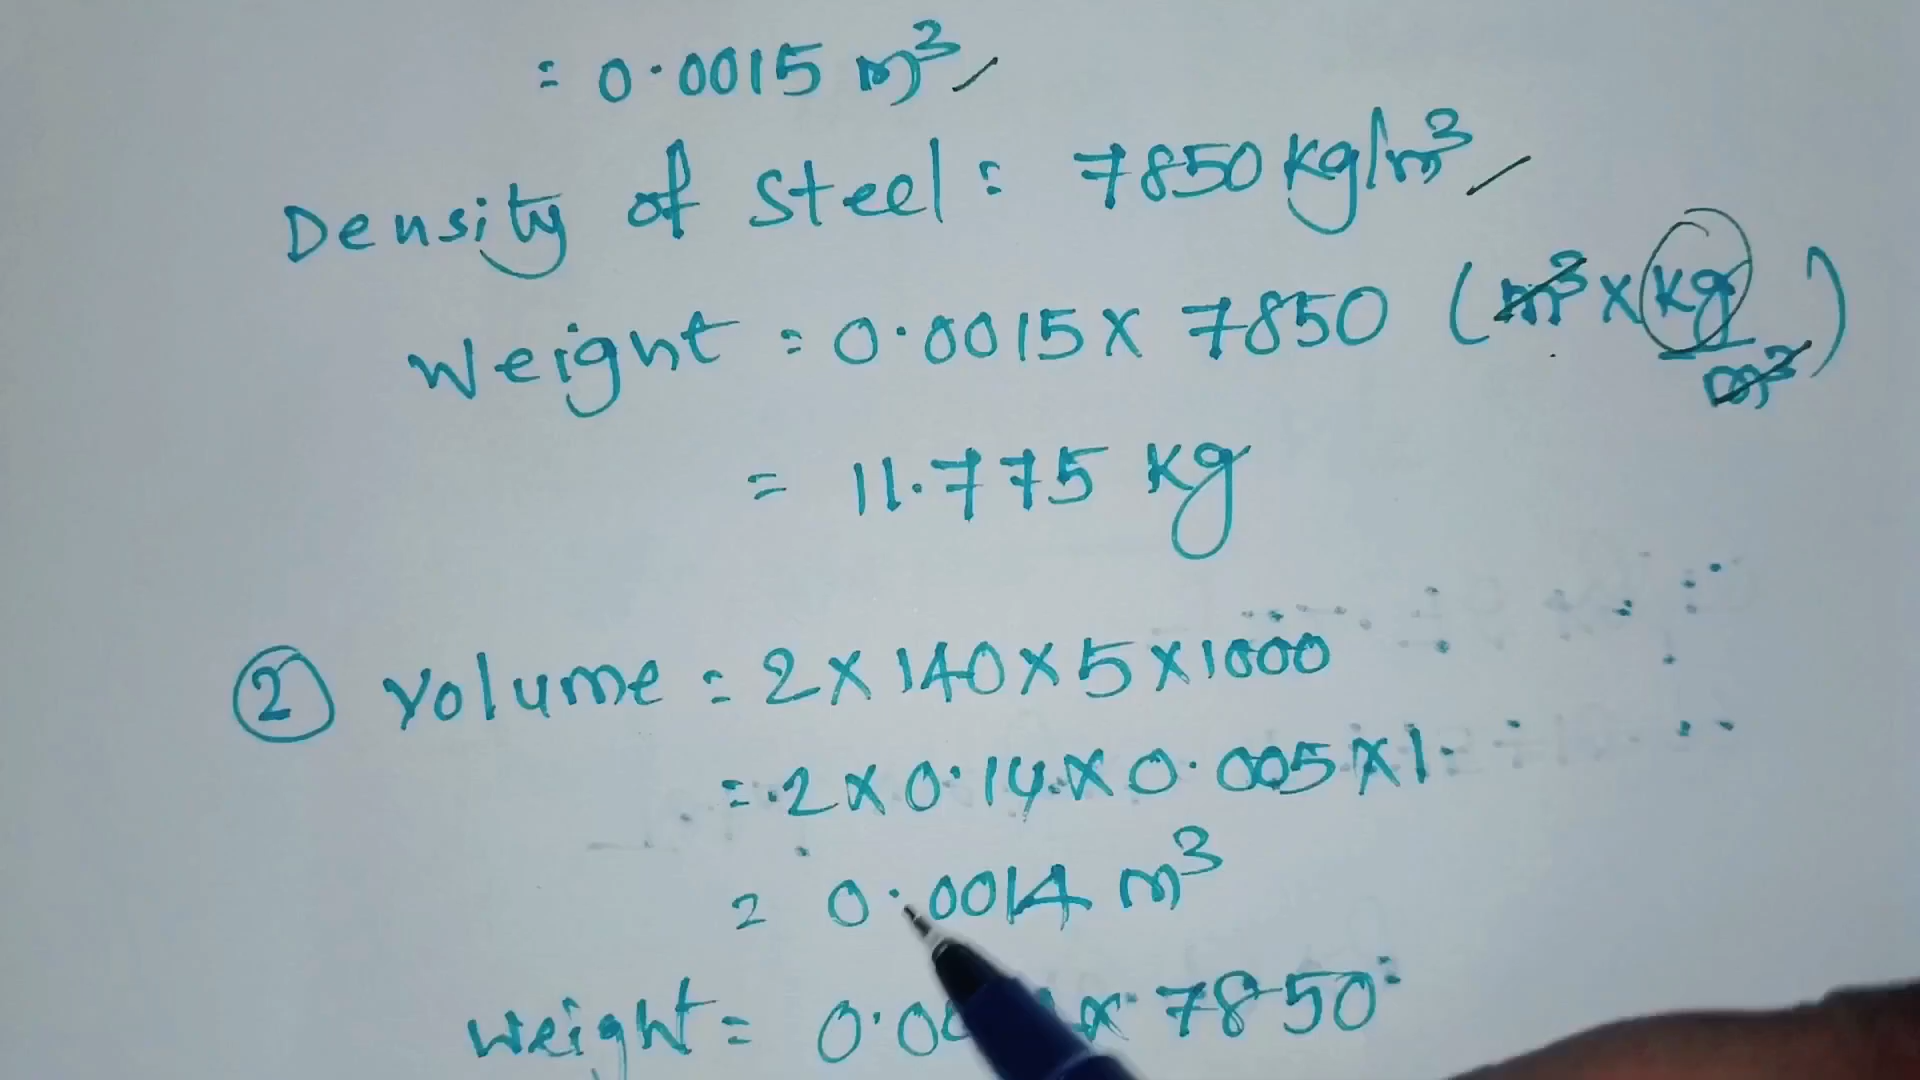 = 0.0015 m³
Density of steel = 7850 kg/m³
Weight = 0.0015 x 7850 (m³ x kg/m³)
= 11.775 kg
② Volume = 2 x 140 x 5 x 1000
= 2 x 0.14 x 0.005 x 1
= 0.0014 m³
Weight = 0.00 x 7850